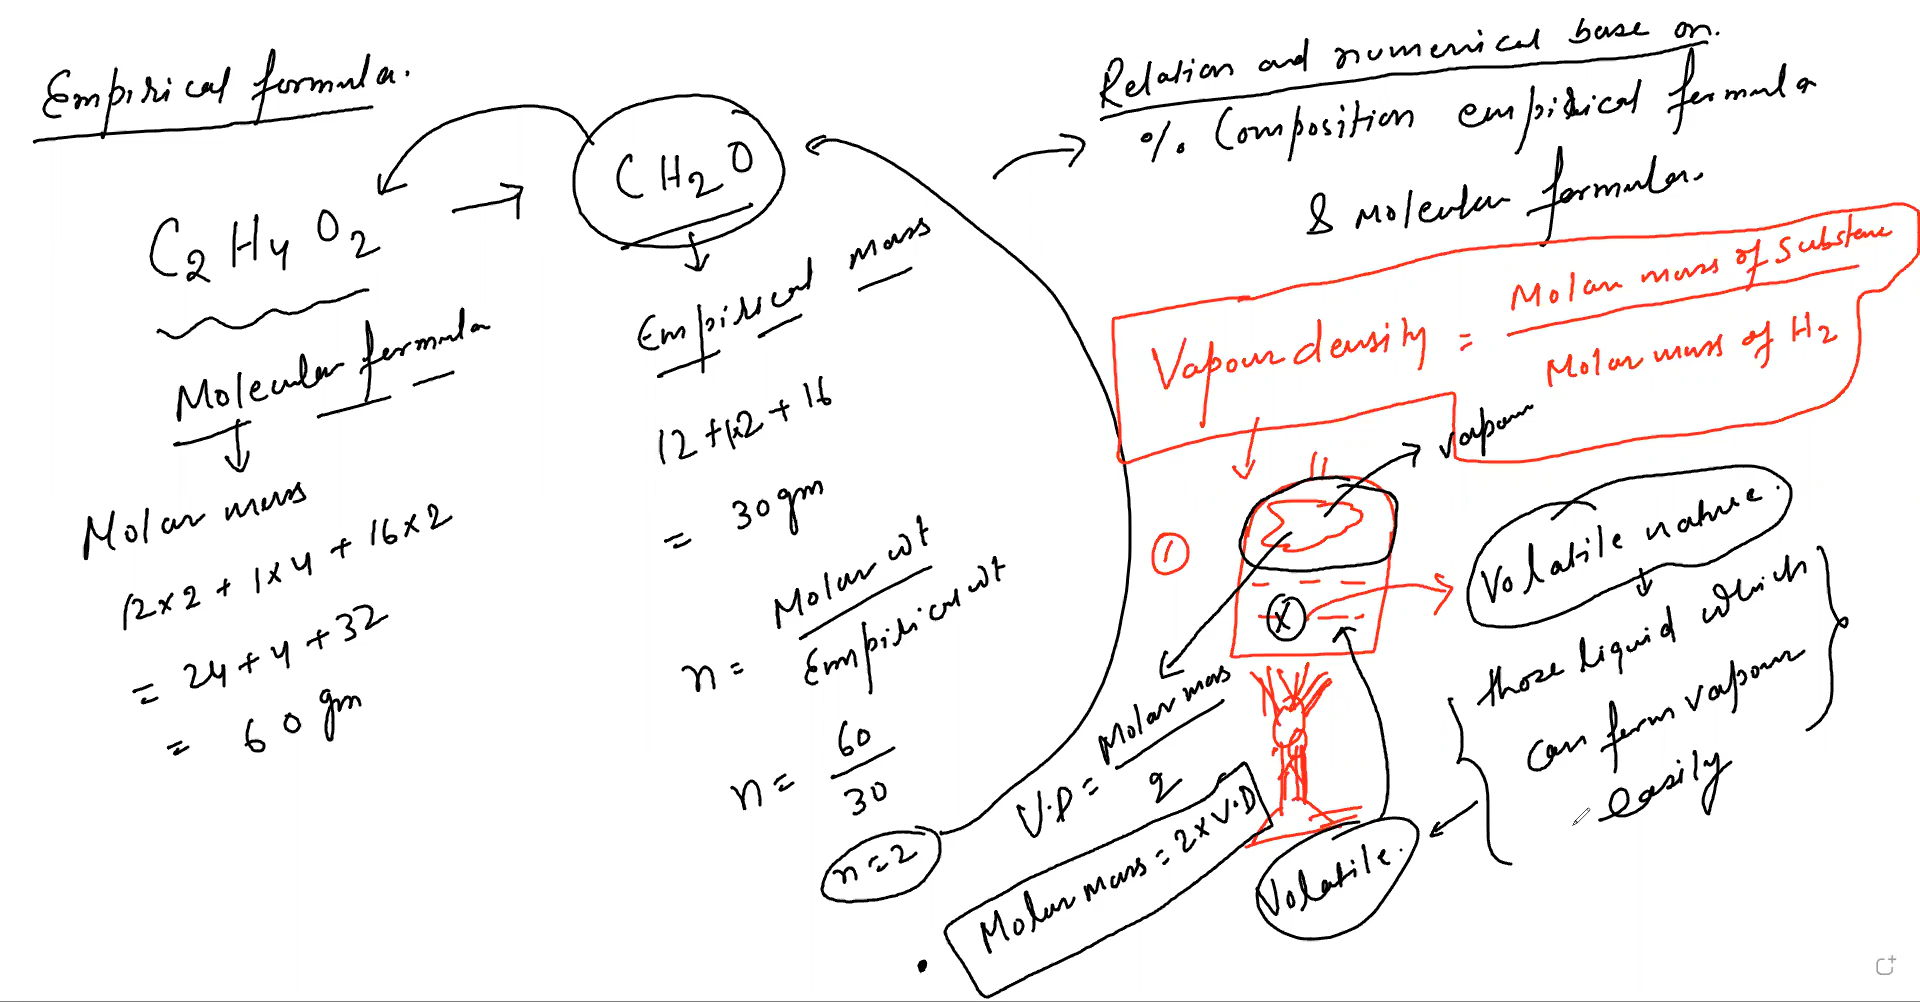 Empirical formula.
C2 H4 O2 → CH2O
Molecular formula
Molar mass
12×2 + 1×4 + 16×2
= 24 + 4 + 32
= 60 gm
Empirical mass
12 + 1×2 + 16
= 30 gm
n = Molar wt
Empirical wt
n = 60
30
n = 2
Relation and numerical base on.
%. Composition empirical formula
& Molecular formula.
Vapour density = Molar mass of Substance
Molar mass of H2
vapour
①
X
Volatile nature.
those liquid which
can form vapour
easily
Volatile.
V.D = Molar mass
2
Molar mass = 2×V.D